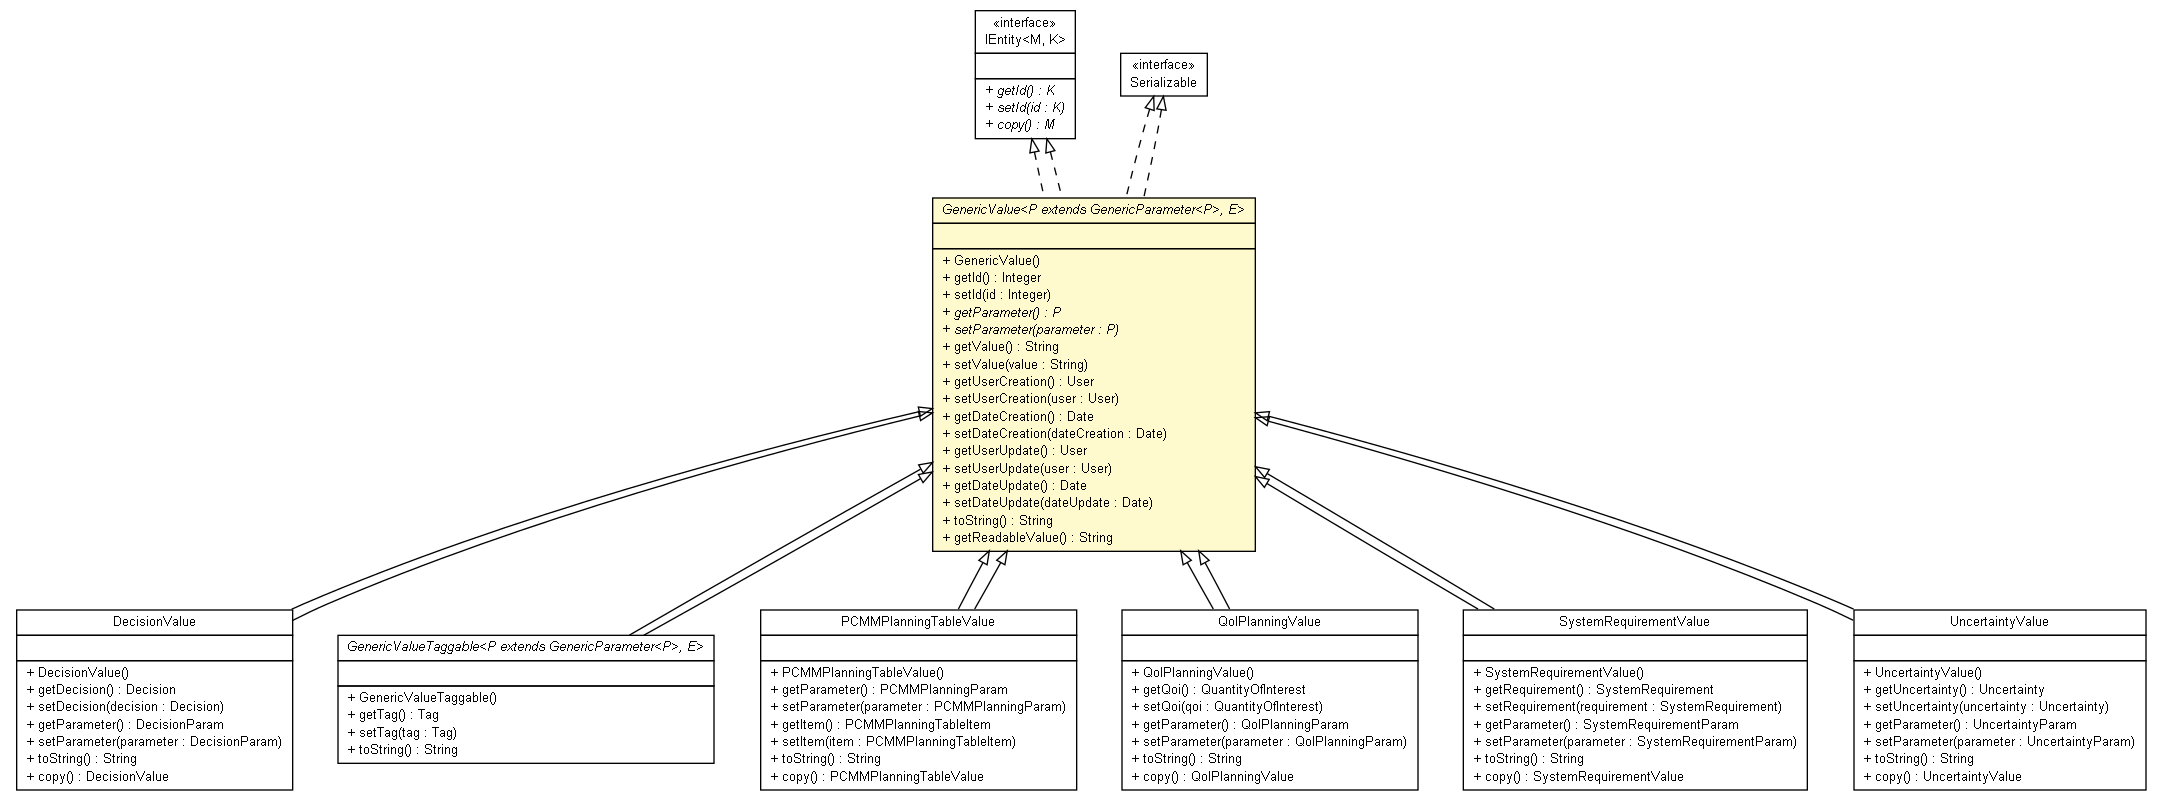 «interface»
IEntity<M, K>
+ getId() : K
+ setId(id : K)
+ copy() : M
«interface»
Serializable
GenericValue<P extends GenericParameter<P>, E>
+ GenericValue()
+ getId() : Integer
+ setId(id : Integer)
+ getParameter() : P
+ setParameter(parameter : P)
+ getValue() : String
+ setValue(value : String)
+ getUserCreation() : User
+ setUserCreation(user : User)
+ getDateCreation() : Date
+ setDateCreation(dateCreation : Date)
+ getUserUpdate() : User
+ setUserUpdate(user : User)
+ getDateUpdate() : Date
+ setDateUpdate(dateUpdate : Date)
+ toString() : String
+ getReadableValue() : String
DecisionValue
+ DecisionValue()
+ getDecision() : Decision
+ setDecision(decision : Decision)
+ getParameter() : DecisionParam
+ setParameter(parameter : DecisionParam)
+ toString() : String
+ copy() : DecisionValue
GenericValueTaggable<P extends GenericParameter<P>, E>
+ GenericValueTaggable()
+ getTag() : Tag
+ setTag(tag : Tag)
+ toString() : String
PCMMPlanningTableValue
+ PCMMPlanningTableValue()
+ getParameter() : PCMMPlanningParam
+ setParameter(parameter : PCMMPlanningParam)
+ getItem() : PCMMPlanningTableItem
+ setItem(item : PCMMPlanningTableItem)
+ toString() : String
+ copy() : PCMMPlanningTableValue
QoIPlanningValue
+ QoIPlanningValue()
+ getQoi() : QuantityOfInterest
+ setQoi(qoi : QuantityOfInterest)
+ getParameter() : QoIPlanningParam
+ setParameter(parameter : QoIPlanningParam)
+ toString() : String
+ copy() : QoIPlanningValue
SystemRequirementValue
+ SystemRequirementValue()
+ getRequirement() : SystemRequirement
+ setRequirement(requirement : SystemRequirement)
+ getParameter() : SystemRequirementParam
+ setParameter(parameter : SystemRequirementParam)
+ toString() : String
+ copy() : SystemRequirementValue
UncertaintyValue
+ UncertaintyValue()
+ getUncertainty() : Uncertainty
+ setUncertainty(uncertainty : Uncertainty)
+ getParameter() : UncertaintyParam
+ setParameter(parameter : UncertaintyParam)
+ toString() : String
+ copy() : UncertaintyValue